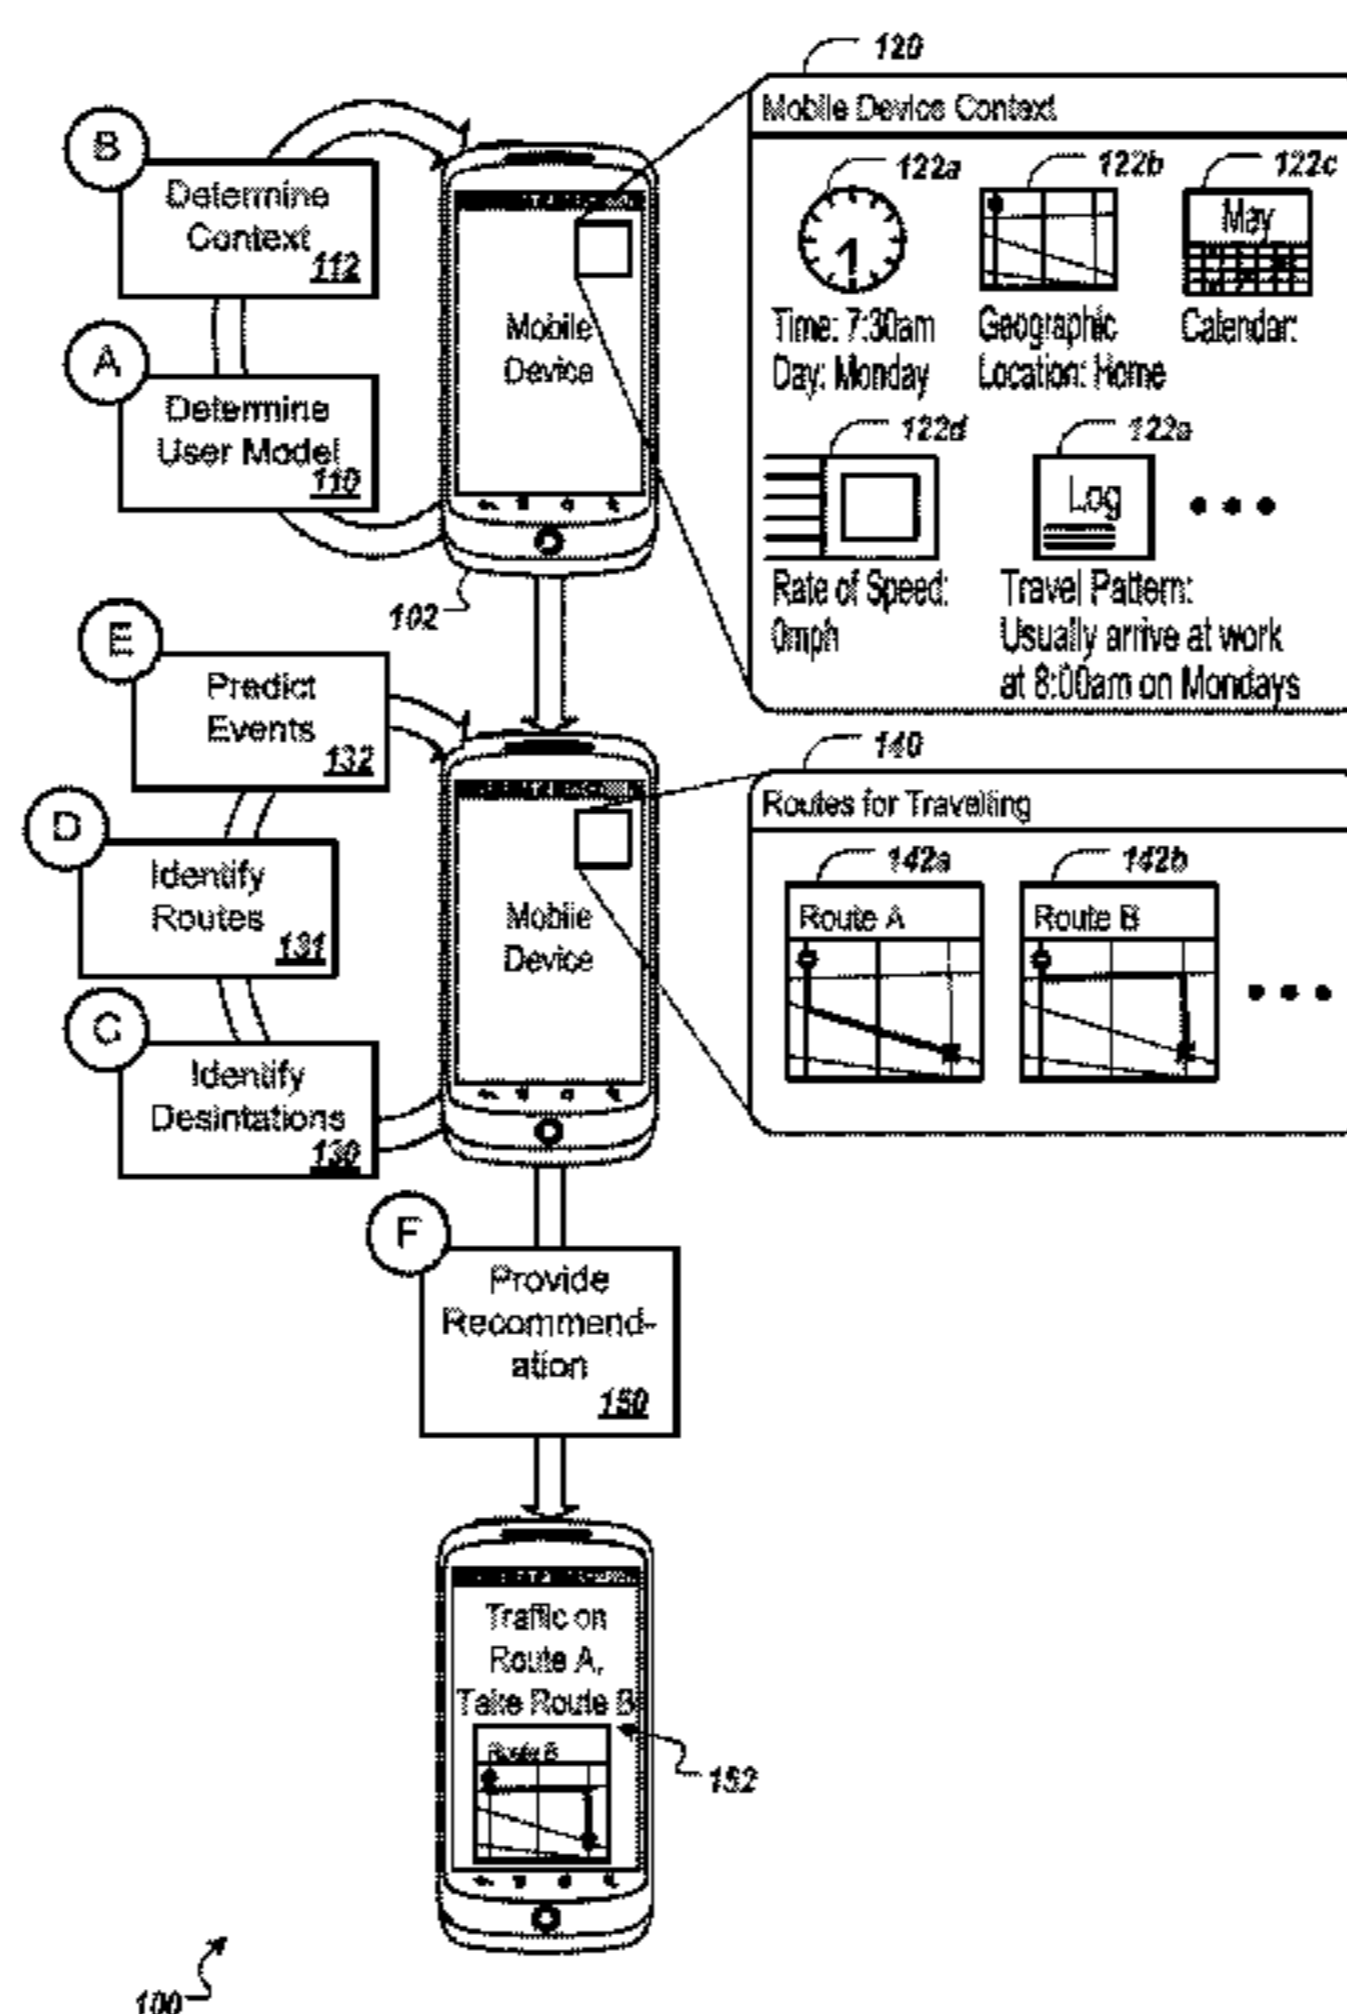 120
Mobile Device Context
B
Determine
Context
112
122a
122b
122c
May
1
Time: 7:30am
Day: Monday
Geographic
Location: Home
Calendar:
Mobile
Device
A
Determine
User Model
110
122d
122e
Log
Rate of Speed:
0mph
Travel Pattern:
Usually arrive at work
at 8:00am on Mondays
102
E
Predict
Events
132
140
Routes for Travelling
142a
142b
Route A
Route B
D
Identify
Routes
131
Mobile
Device
C
Identify
Desintations
130
F
Provide
Recommend-
ation
150
Traffic on
Route A,
Take Route B
Route B
152
100